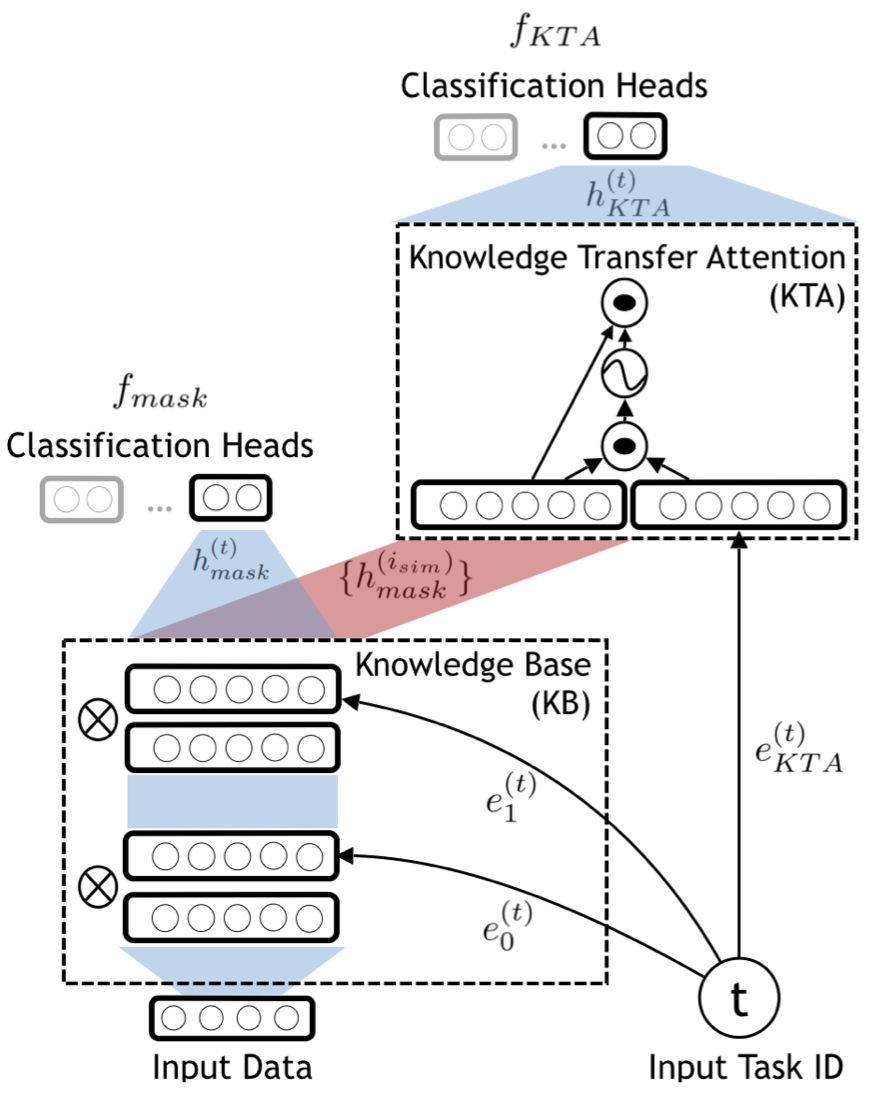 f_{KTA}
Classification Heads
...
h_{KTA}^{(t)}
Knowledge Transfer Attention
(KTA)
f_{mask}
Classification Heads
...
h_{mask}^{(t)}
{h_{mask}^{(i_{sim})}}
Knowledge Base
(KB)
e_{KTA}^{(t)}
e_1^{(t)}
e_0^{(t)}
t
Input Data
Input Task ID